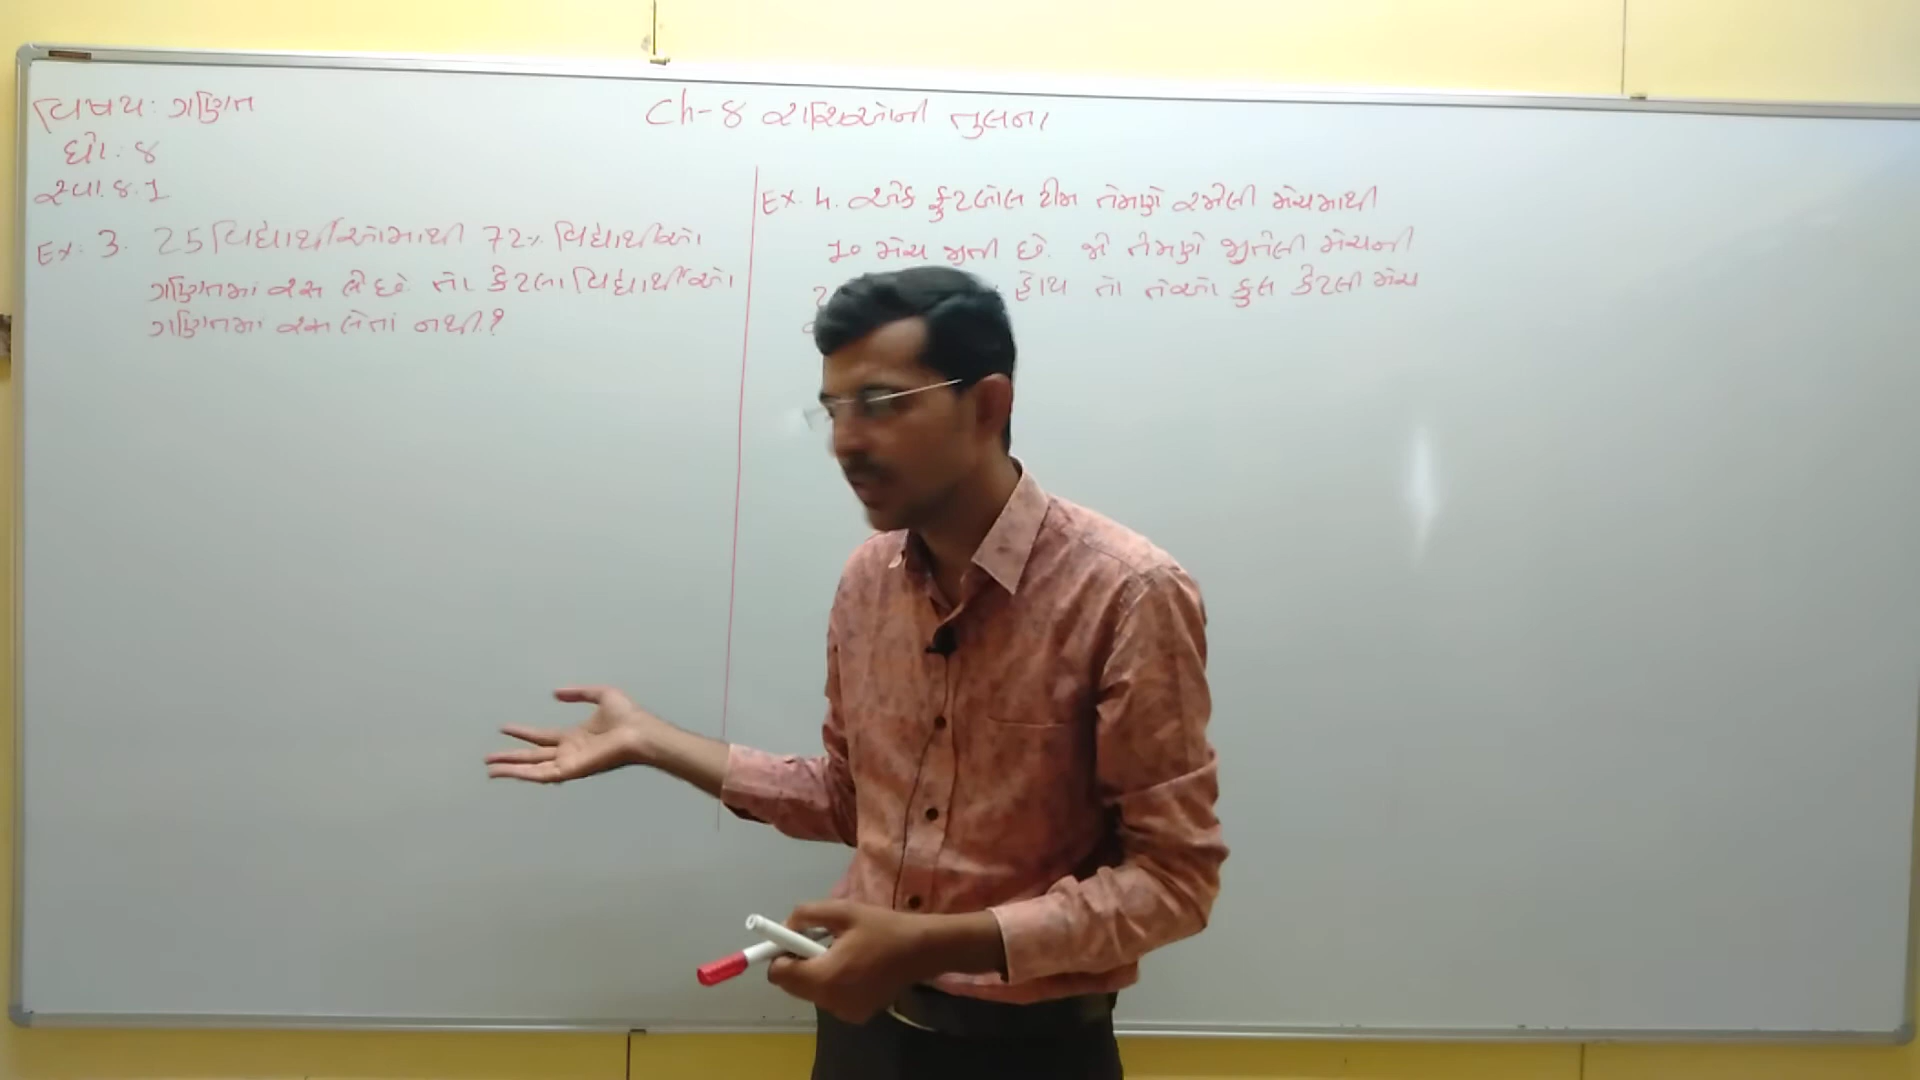 વિષય: ગણિત
ધો. 8
સ્વા. 8.1
Ch-8 રાશિઓની તુલના
Ex. 3. 25 વિદ્યાર્થીઓમાંથી 72% વિદ્યાર્થીઓ
ગણિતમાં રસ લે છે. તો કેટલા વિદ્યાર્થીઓ
ગણિતમાં રસ લેતાં નથી.?
Ex. 4. એક ફુટબોલ ટીમ તેમણે રમેલી મેચમાંથી
10 મેચ જીતી છે. જો તેમણે જીતેલી મેચની
હોય તો તેઓ કુલ કેટલી મેચ